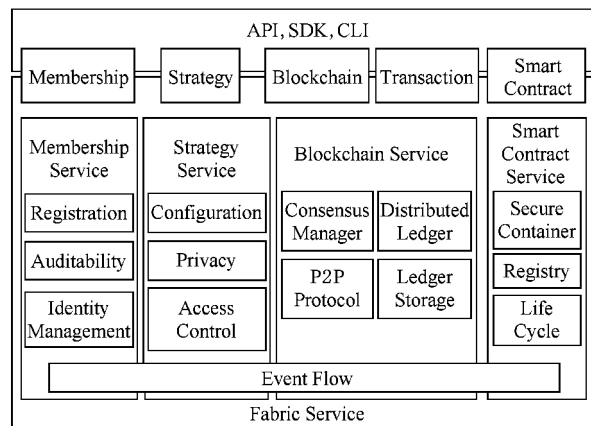 API, SDK, CLI
Membership
Strategy
Blockchain
Transaction
Smart
Contract
Membership
Service
Registration
Auditability
Identity
Management
Strategy
Service
Configuration
Privacy
Access
Control
Blockchain Service
Consensus
Manager
Distributed
Ledger
P2P
Protocol
Ledger
Storage
Smart
Contract
Service
Secure
Container
Registry
Life
Cycle
Event Flow
Fabric Service